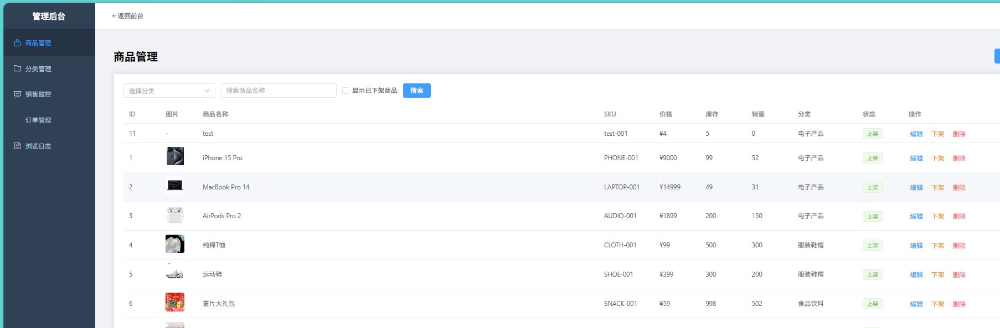 管理后台
←返回前台
商品管理
分类管理
销售监控
订单管理
浏览日志
商品管理
选择分类 搜索商品名称 显示已下架商品 搜索
ID 图片 商品名称 SKU 价格 库存 销量 分类 状态 操作
11 - test test-001 ¥4 5 0 电子产品 上架 编辑 下架 删除
1 iPhone 15 Pro PHONE-001 ¥9000 99 52 电子产品 上架 编辑 下架 删除
2 MacBook Pro 14 LAPTOP-001 ¥14999 49 31 电子产品 上架 编辑 下架 删除
3 AirPods Pro 2 AUDIO-001 ¥1899 200 150 电子产品 上架 编辑 下架 删除
4 纯棉T恤 CLOTH-001 ¥99 500 300 服装鞋帽 上架 编辑 下架 删除
5 运动鞋 SHOE-001 ¥399 300 200 服装鞋帽 上架 编辑 下架 删除
6 薯片大礼包 SNACK-001 ¥59 998 502 食品饮料 上架 编辑 下架 删除